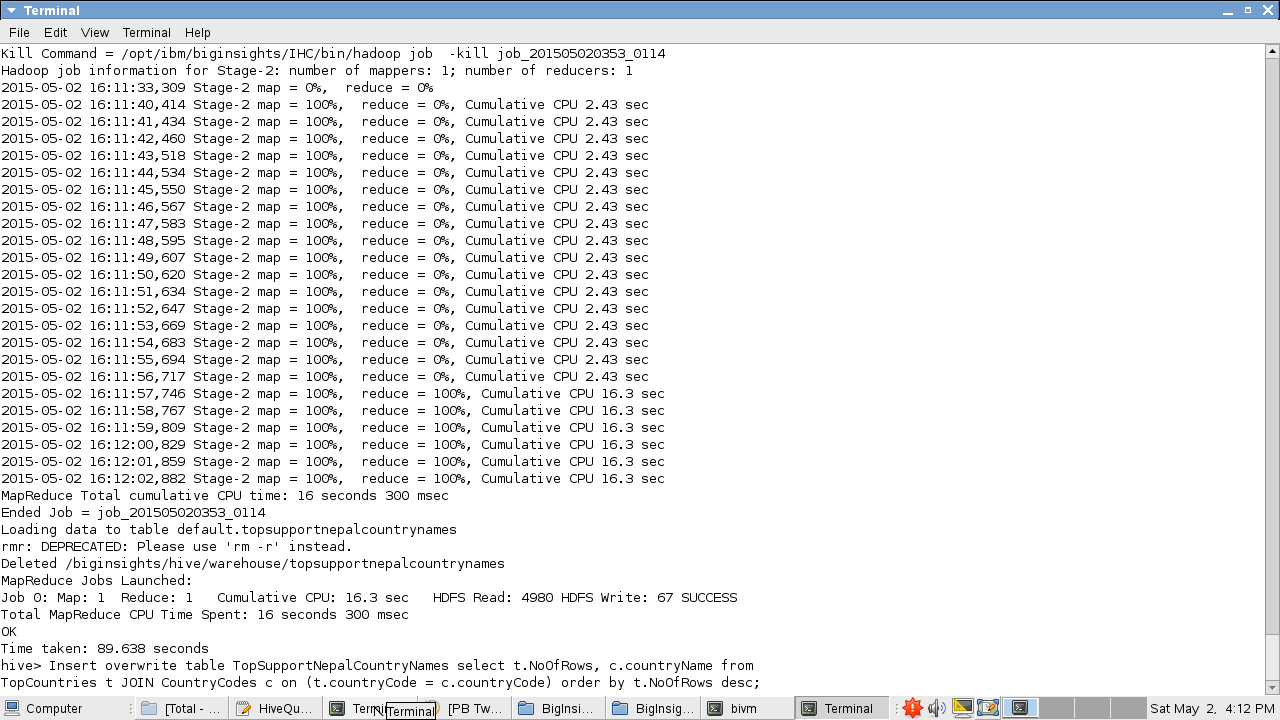 Terminal
File Edit View Terminal Help
Kill Command = /opt/ibm/biginsights/IHC/bin/hadoop job  -kill job_201505020353_0114
Hadoop job information for Stage-2: number of mappers: 1; number of reducers: 1
2015-05-02 16:11:33,309 Stage-2 map = 0%,  reduce = 0%
2015-05-02 16:11:40,414 Stage-2 map = 100%,  reduce = 0%, Cumulative CPU 2.43 sec
2015-05-02 16:11:41,434 Stage-2 map = 100%,  reduce = 0%, Cumulative CPU 2.43 sec
2015-05-02 16:11:42,460 Stage-2 map = 100%,  reduce = 0%, Cumulative CPU 2.43 sec
2015-05-02 16:11:43,518 Stage-2 map = 100%,  reduce = 0%, Cumulative CPU 2.43 sec
2015-05-02 16:11:44,534 Stage-2 map = 100%,  reduce = 0%, Cumulative CPU 2.43 sec
2015-05-02 16:11:45,550 Stage-2 map = 100%,  reduce = 0%, Cumulative CPU 2.43 sec
2015-05-02 16:11:46,567 Stage-2 map = 100%,  reduce = 0%, Cumulative CPU 2.43 sec
2015-05-02 16:11:47,583 Stage-2 map = 100%,  reduce = 0%, Cumulative CPU 2.43 sec
2015-05-02 16:11:48,595 Stage-2 map = 100%,  reduce = 0%, Cumulative CPU 2.43 sec
2015-05-02 16:11:49,607 Stage-2 map = 100%,  reduce = 0%, Cumulative CPU 2.43 sec
2015-05-02 16:11:50,620 Stage-2 map = 100%,  reduce = 0%, Cumulative CPU 2.43 sec
2015-05-02 16:11:51,634 Stage-2 map = 100%,  reduce = 0%, Cumulative CPU 2.43 sec
2015-05-02 16:11:52,647 Stage-2 map = 100%,  reduce = 0%, Cumulative CPU 2.43 sec
2015-05-02 16:11:53,669 Stage-2 map = 100%,  reduce = 0%, Cumulative CPU 2.43 sec
2015-05-02 16:11:54,683 Stage-2 map = 100%,  reduce = 0%, Cumulative CPU 2.43 sec
2015-05-02 16:11:55,694 Stage-2 map = 100%,  reduce = 0%, Cumulative CPU 2.43 sec
2015-05-02 16:11:56,717 Stage-2 map = 100%,  reduce = 0%, Cumulative CPU 2.43 sec
2015-05-02 16:11:57,746 Stage-2 map = 100%,  reduce = 100%, Cumulative CPU 16.3 sec
2015-05-02 16:11:58,767 Stage-2 map = 100%,  reduce = 100%, Cumulative CPU 16.3 sec
2015-05-02 16:11:59,809 Stage-2 map = 100%,  reduce = 100%, Cumulative CPU 16.3 sec
2015-05-02 16:12:00,829 Stage-2 map = 100%,  reduce = 100%, Cumulative CPU 16.3 sec
2015-05-02 16:12:01,859 Stage-2 map = 100%,  reduce = 100%, Cumulative CPU 16.3 sec
2015-05-02 16:12:02,882 Stage-2 map = 100%,  reduce = 100%, Cumulative CPU 16.3 sec
MapReduce Total cumulative CPU time: 16 seconds 300 msec
Ended Job = job_201505020353_0114
Loading data to table default.topsupportnepalcountrynames
rmr: DEPRECATED: Please use 'rm -r' instead.
Deleted /biginsights/hive/warehouse/topsupportnepalcountrynames
MapReduce Jobs Launched:
Job 0: Map: 1  Reduce: 1   Cumulative CPU: 16.3 sec   HDFS Read: 4980 HDFS Write: 67 SUCCESS
Total MapReduce CPU Time Spent: 16 seconds 300 msec
OK
Time taken: 89.638 seconds
hive> Insert overwrite table TopSupportNepalCountryNames select t.NoOfRows, c.countryName from
TopCountries t JOIN CountryCodes c on (t.countryCode = c.countryCode) order by t.NoOfRows desc;
Computer [Total -... HiveQu... Termi Terminal [PB Tw... BigInsi... BigInsig... bivm Terminal Sat May 2, 4:12 PM